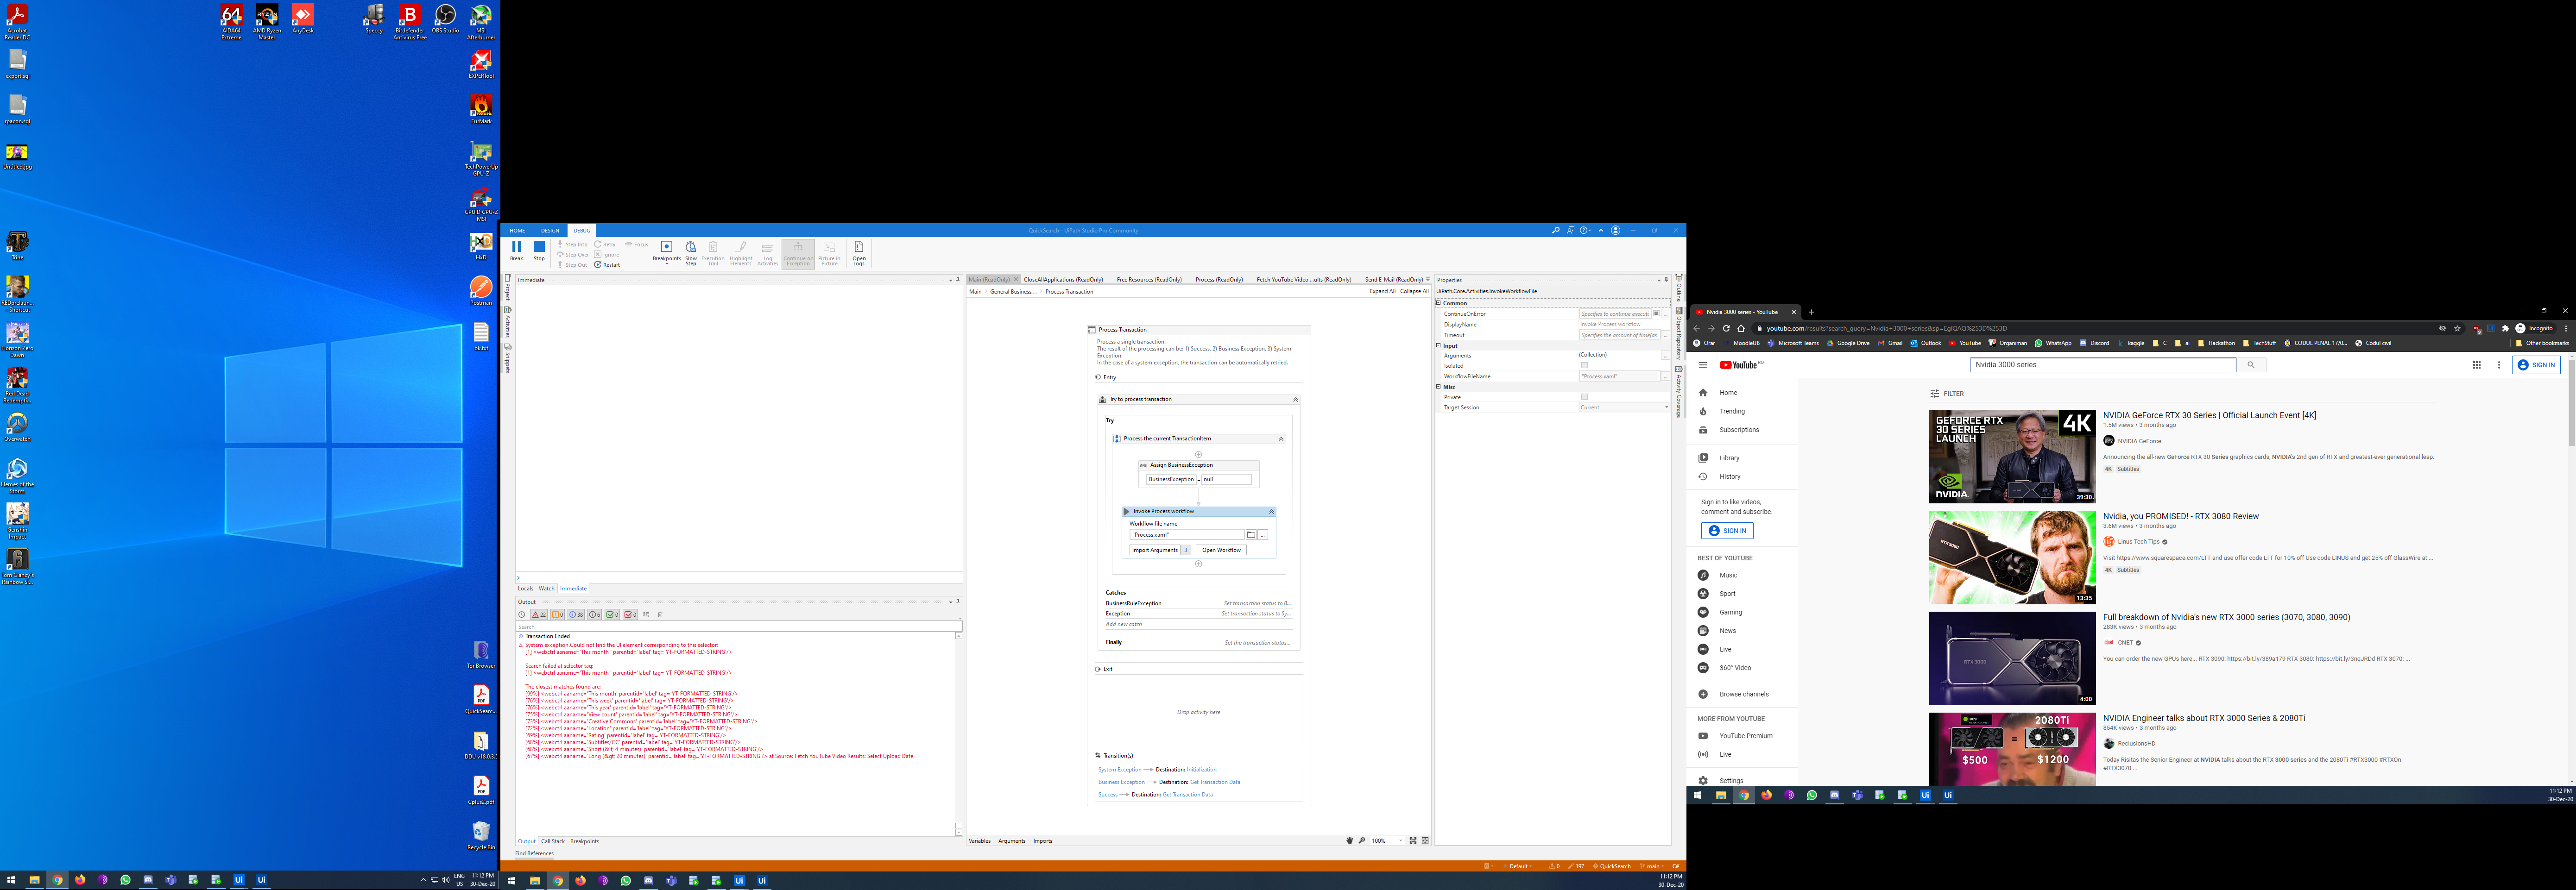 Acrobat Reader DC
AIDA64 Extreme
AMD Ryzen Master
AnyDesk
Speccy
Bitdefender Antivirus Free
OBS Studio
MSI Afterburner
export.sql
EXPERTool
rpacon.sql
FurMark
Untitled.jpg
TechPowerUp GPU-Z
CPUID CPU-Z MSI
Trine
HxD
REDprelaun... - Shortcut
Postman
Horizon Zero Dawn
ok.txt
Red Dead Redempti...
Overwatch
Heroes of the Storm
Genshin Impact
Tom Clancy's Rainbow Si...
Tor Browser
QuickSearc...
DDU v18.0.3.5
Cplus2.pdf
Recycle Bin
ENG US
11:12 PM
30-Dec-20
HOME DESIGN DEBUG
QuickSearch - UiPath Studio Pro Community
Break Stop
Step Into Retry Focus
Step Over Ignore
Step Out Restart
Breakpoints
Slow Step
Execution Trail
Highlight Elements
Log Activities
Continue on Exception
Picture in Picture
Open Logs
Project
Activities
Snippets
Immediate
>
Locals Watch Immediate
Output
22 0 38 6 0 0
Search
Transaction Ended
System exception.Could not find the UI element corresponding to this selector:
[1] <webctrl aaname='This month ' parentid='label' tag='YT-FORMATTED-STRING'/>
Search failed at selector tag:
[1] <webctrl aaname='This month ' parentid='label' tag='YT-FORMATTED-STRING'/>
The closest matches found are:
[99%] <webctrl aaname='This month' parentid='label' tag='YT-FORMATTED-STRING'/>
[76%] <webctrl aaname='This week' parentid='label' tag='YT-FORMATTED-STRING'/>
[76%] <webctrl aaname='This year' parentid='label' tag='YT-FORMATTED-STRING'/>
[75%] <webctrl aaname='View count' parentid='label' tag='YT-FORMATTED-STRING'/>
[73%] <webctrl aaname='Creative Commons' parentid='label' tag='YT-FORMATTED-STRING'/>
[72%] <webctrl aaname='Location' parentid='label' tag='YT-FORMATTED-STRING'/>
[69%] <webctrl aaname='Rating' parentid='label' tag='YT-FORMATTED-STRING'/>
[68%] <webctrl aaname='Subtitles/CC' parentid='label' tag='YT-FORMATTED-STRING'/>
[68%] <webctrl aaname='Short (&lt; 4 minutes)' parentid='label' tag='YT-FORMATTED-STRING'/>
[67%] <webctrl aaname='Long (&gt; 20 minutes)' parentid='label' tag='YT-FORMATTED-STRING'/> at Source: Fetch YouTube Video Results: Select Upload Date
Output Call Stack Breakpoints
Find References
Main (ReadOnly) CloseAllApplications (ReadOnly) Free Resources (ReadOnly) Process (ReadOnly) Fetch YouTube Video ...ults (ReadOnly) Send E-Mail (ReadOnly)
Main > General Business ... > Process Transaction
Expand All Collapse All
Process Transaction
Process a single transaction.
The result of the processing can be: 1) Success, 2) Business Exception, 3) System
Exception.
In the case of a system exception, the transaction can be automatically retried.
Entry
Try to process transaction
Try
Process the current TransactionItem
Assign BusinessException
BusinessException = null
Invoke Process workflow
Workflow file name
"Process.xaml"
Import Arguments 3 Open Workflow
Catches
BusinessRuleException Set transaction status to B...
Exception Set transaction status to Sy...
Add new catch
Finally Set the transaction status...
Exit
Drop activity here
Transition(s)
System Exception Destination: Initialization
Business Exception Destination: Get Transaction Data
Success Destination: Get Transaction Data
Variables Arguments Imports
100%
Properties
UiPath.Core.Activities.InvokeWorkflowFile
Common
ContinueOnError Specifies to continue executi
DisplayName Invoke Process workflow
Timeout Specifies the amount of time(se
Input
Arguments (Collection)
Isolated
WorkflowFileName "Process.xaml"
Misc
Private
Target Session Current
Outline
Object Repository
Activity Coverage
Default 0 197 QuickSearch main C#
11:12 PM
30-Dec-20
Nvidia 3000 series - YouTube
youtube.com/results?search_query=Nvidia+3000+series&sp=EgIQAQ%253D%253D
Incognito
Orar MoodleUB Microsoft Teams Google Drive Gmail Outlook YouTube Organiman WhatsApp Discord kaggle C ai Hackathon TechStuff CODUL PENAL 17/0... Codul civil Other bookmarks
YouTube RO
Nvidia 3000 series
SIGN IN
Home
Trending
Subscriptions
Library
History
Sign in to like videos,
comment and subscribe.
SIGN IN
BEST OF YOUTUBE
Music
Sport
Gaming
News
Live
360° Video
Browse channels
MORE FROM YOUTUBE
YouTube Premium
Live
Settings
FILTER
GEFORCE RTX
30 SERIES
LAUNCH
4K
NVIDIA.
39:30
NVIDIA GeForce RTX 30 Series | Official Launch Event [4K]
1.5M views • 3 months ago
NVIDIA GeForce
Announcing the all-new GeForce RTX 30 Series graphics cards, NVIDIA's 2nd gen of RTX and greatest-ever generational leap.
4K Subtitles
13:35
Nvidia, you PROMISED! - RTX 3080 Review
3.6M views • 3 months ago
Linus Tech Tips
Visit https://www.squarespace.com/LTT and use offer code LTT for 10% off Use code LINUS and get 25% off GlassWire at ...
4K Subtitles
RTX 3090
4:00
Full breakdown of Nvidia's new RTX 3000 series (3070, 3080, 3090)
283K views • 3 months ago
CNET
You can order the new GPUs here... RTX 3090: https://bit.ly/389a179 RTX 3080: https://bit.ly/3nqJRDd RTX 3070: ...
2080Ti
=
$500 $1200
NVIDIA Engineer talks about RTX 3000 Series & 2080Ti
854K views • 3 months ago
ReclusionsHD
Today Risitas the Senior Engineer at NVIDIA talks about the RTX 3000 series and the 2080Ti #RTX3000 #RTXOn
#RTX3070 ...
11:12 PM
30-Dec-20